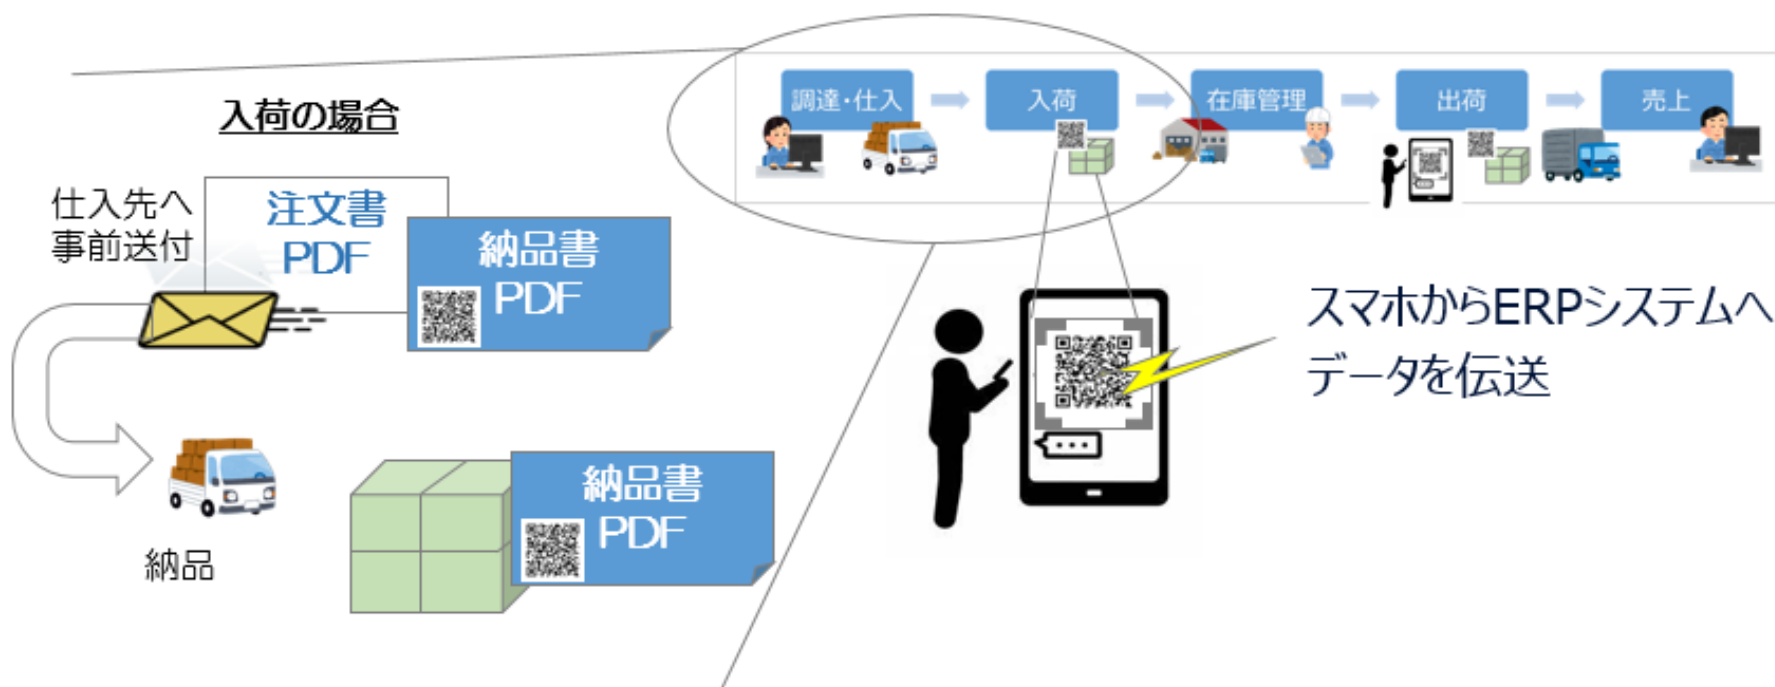 調達・仕入
入荷
在庫管理
出荷
売上
入荷の場合
仕入先へ
事前送付
注文書
PDF
納品書
PDF
スマホからERPシステムへ
データを伝送
納品書
PDF
納品